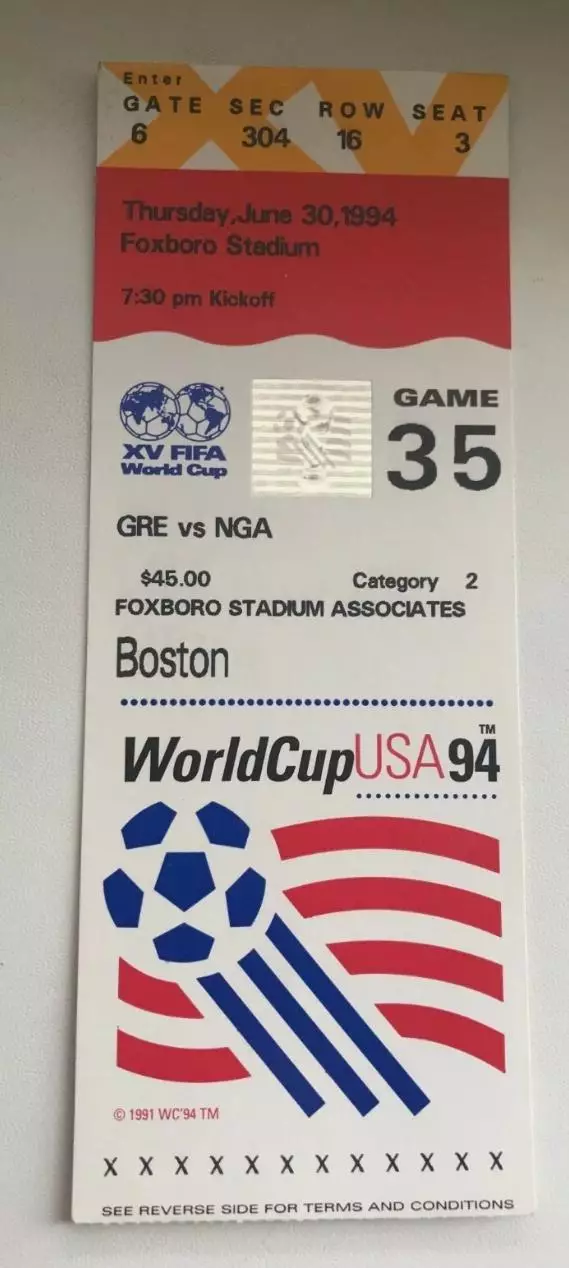 XV
Enter
GATE SEC ROW SEAT
6 304 16 3
Thursday,June 30,1994
Foxboro Stadium
7:30 pm Kickoff
XV FIFA
World Cup
GAME
35
GRE vs NGA
$45.00 Category 2
FOXBORO STADIUM ASSOCIATES
Boston
WorldCupUSA94™
© 1991 WC'94 TM
X X X X X X X X X X X X
SEE REVERSE SIDE FOR TERMS AND CONDITIONS